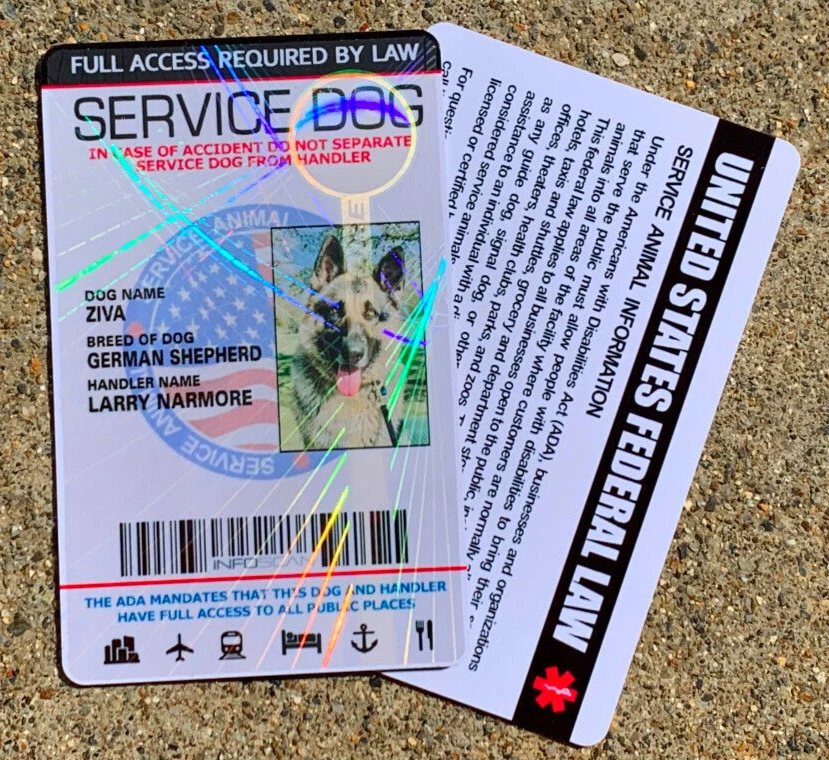 FULL ACCESS REQUIRED BY LAW
SERVICE DOG
IN CASE OF ACCIDENT DO NOT SEPARATE
SERVICE DOG FROM HANDLER
SERVICE ANIMAL
SERVICE ANI
DOG NAME
ZIVA
BREED OF DOG
GERMAN SHEPHERD
HANDLER NAME
LARRY NARMORE
INFOSCAN
THE ADA MANDATES THAT THIS DOG AND HANDLER
HAVE FULL ACCESS TO ALL PUBLIC PLACES
UNITED STATES FEDERAL LAW
SERVICE ANIMAL INFORMATION
Under the Americans with Disabilities Act (ADA), businesses and organizations
that serve the public must allow people with disabilities to bring their
animals into all areas of the facility where customers are normally
This federal law applies to all businesses open to the public,
hotels, taxis and shuttles, grocery and department
offices, theaters, health clubs, parks, and zoos.
as any guide dog, signal dog, or
assistance to an individual with
considered service animals
licensed or certified
For
call